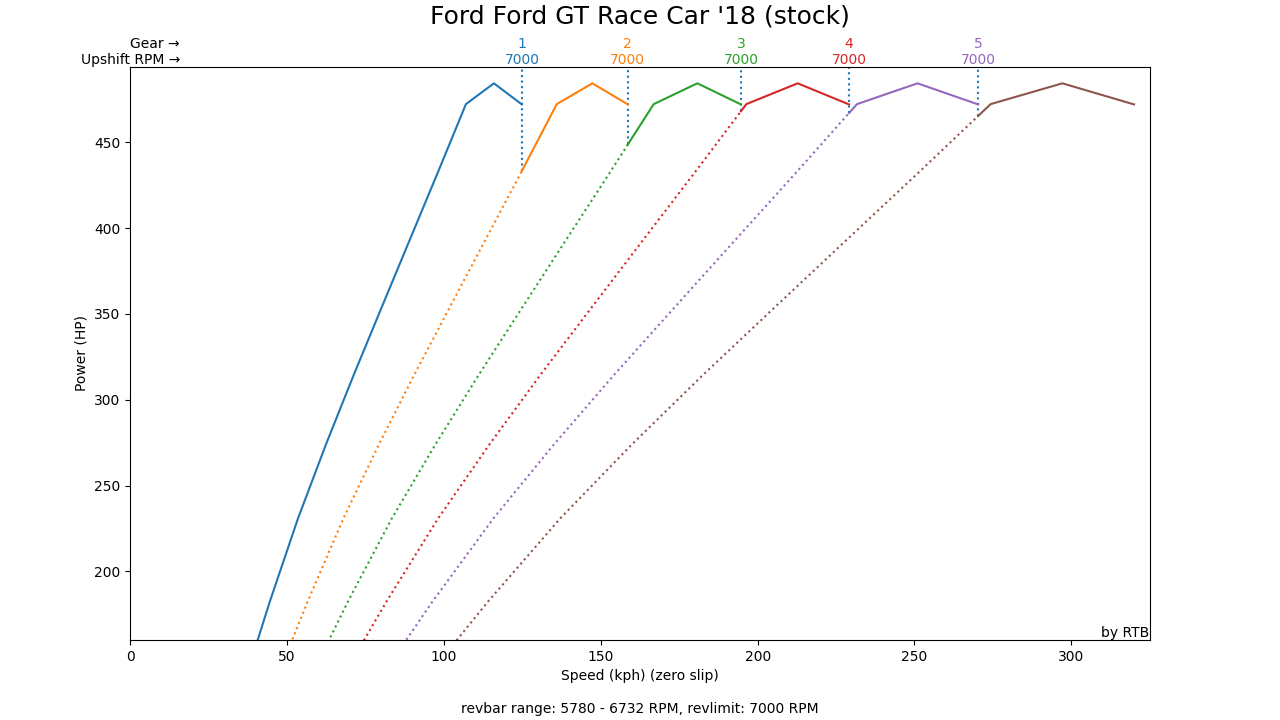 Ford Ford GT Race Car '18 (stock)
Gear → 1 2 3 4 5
Upshift RPM → 7000 7000 7000 7000 7000
450
400
350
300
250
200
Power (HP)
by RTB
0 50 100 150 200 250 300
Speed (kph) (zero slip)
revbar range: 5780 - 6732 RPM, revlimit: 7000 RPM